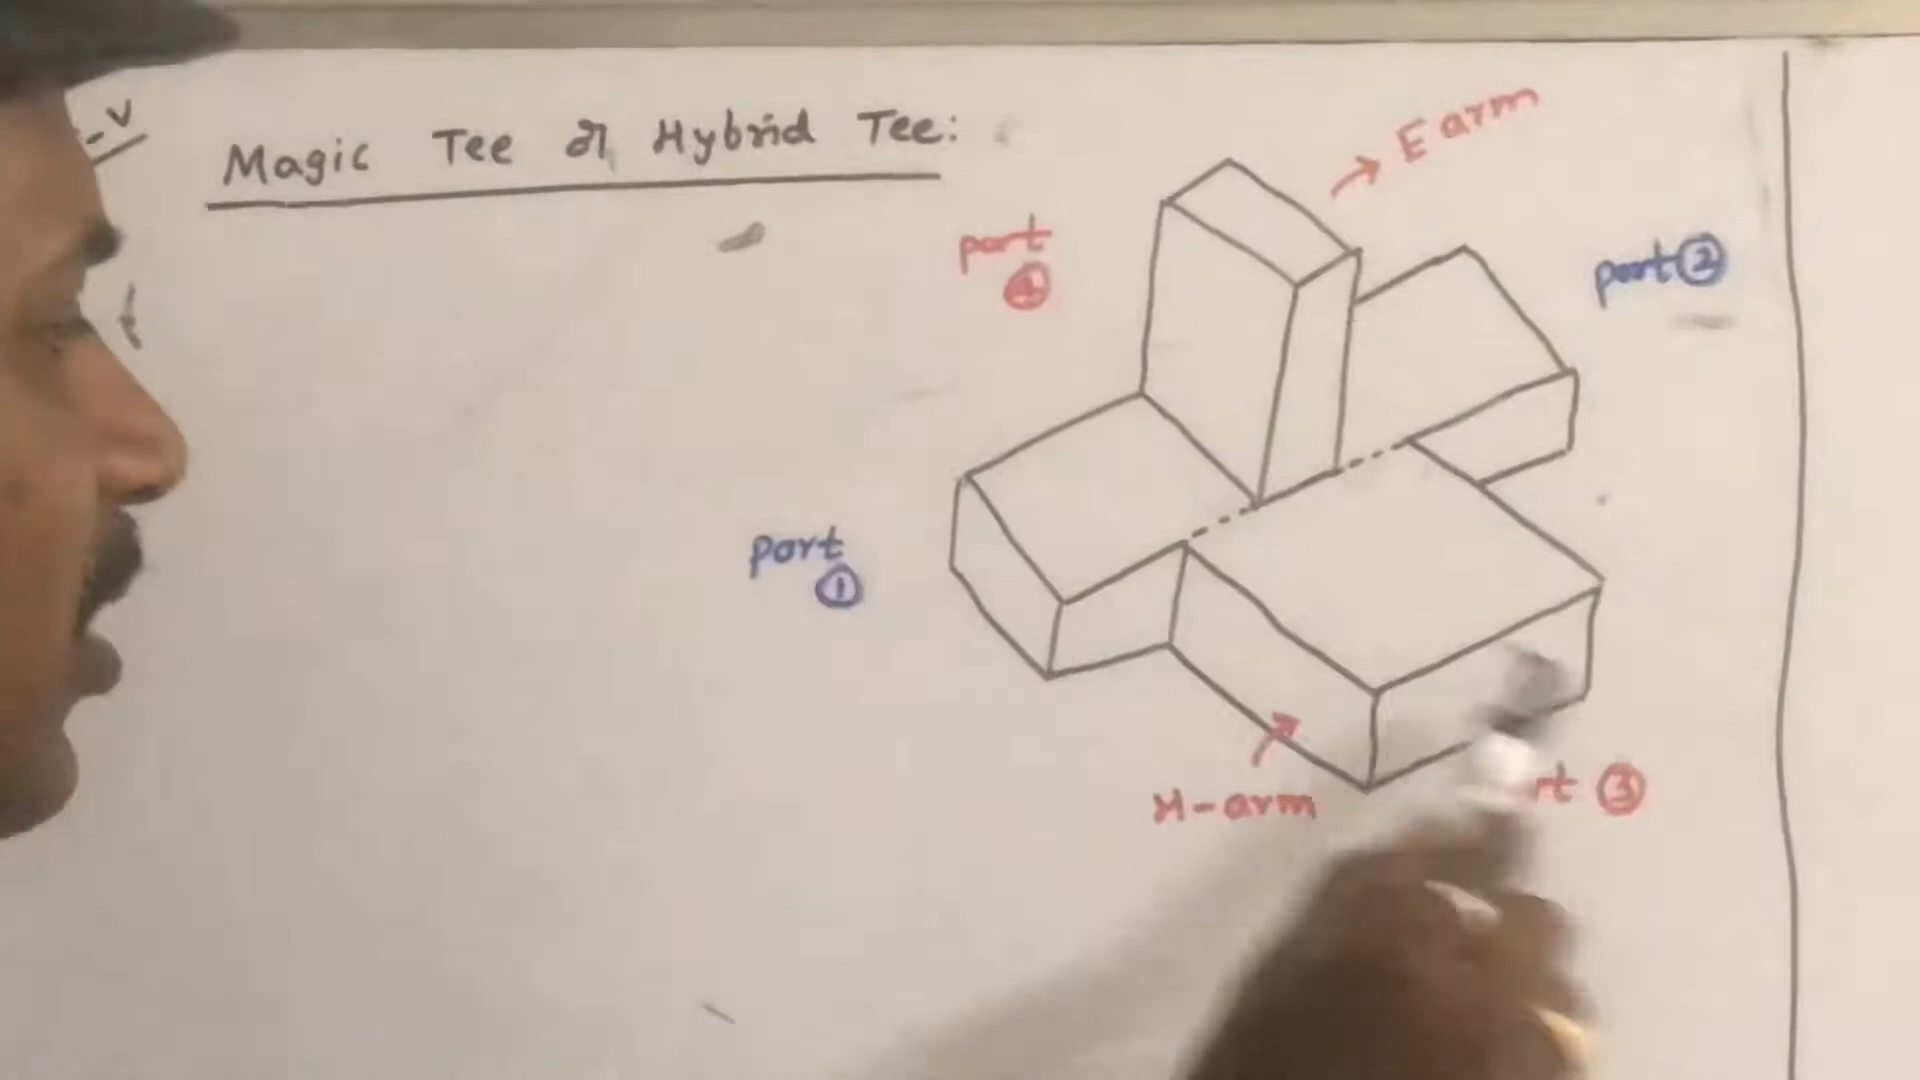 -V
Magic Tee or Hybrid Tee:
E arm
port
④
port ②
port
①
H-arm
rt ③